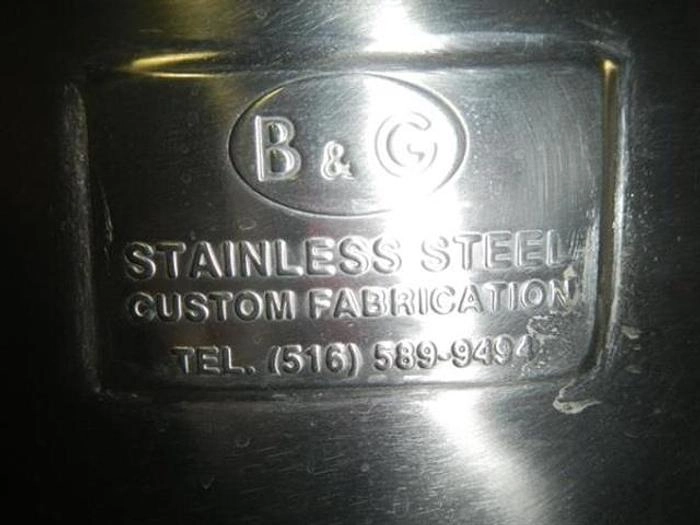 B & G
STAINLESS STEEL
CUSTOM FABRICATION
TEL. (516) 589-9494